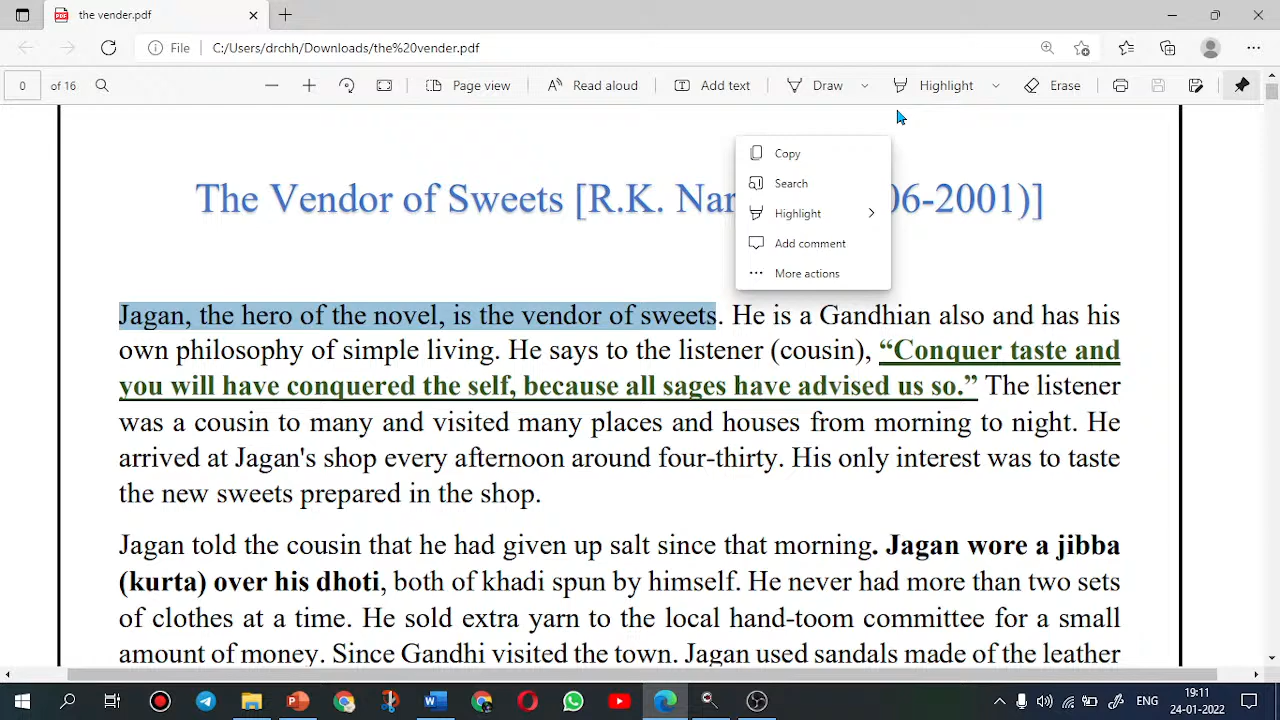 the vender.pdf
File C:/Users/drchh/Downloads/the%20vender.pdf
0 of 16 Page view Read aloud Add text Draw Highlight Erase
Copy
Search
Highlight
Add comment
More actions
The Vendor of Sweets [R.K. Nar 06-2001)]
Jagan, the hero of the novel, is the vendor of sweets. He is a Gandhian also and has his
own philosophy of simple living. He says to the listener (cousin), “Conquer taste and
you will have conquered the self, because all sages have advised us so.” The listener
was a cousin to many and visited many places and houses from morning to night. He
arrived at Jagan's shop every afternoon around four-thirty. His only interest was to taste
the new sweets prepared in the shop.
Jagan told the cousin that he had given up salt since that morning. Jagan wore a jibba
(kurta) over his dhoti, both of khadi spun by himself. He never had more than two sets
of clothes at a time. He sold extra yarn to the local hand-toom committee for a small
amount of money. Since Gandhi visited the town. Jagan used sandals made of the leather
ENG
19:11
24-01-2022